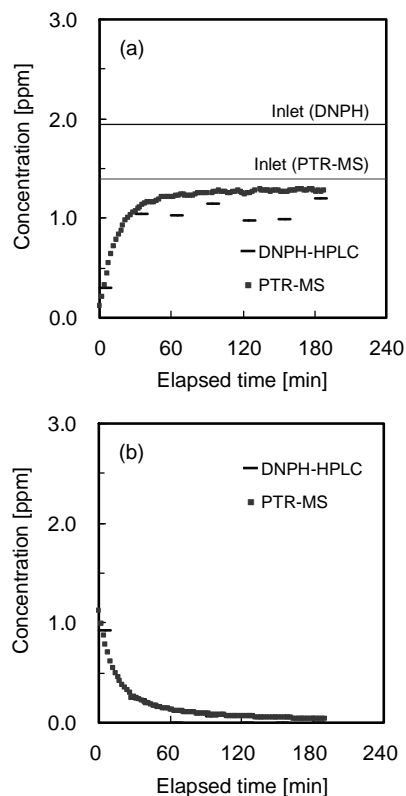 3.0
(a)
Inlet (DNPH)
2.0
Inlet (PTR-MS)
1.0
DNPH-HPLC
PTR-MS
0.0
0 60 120 180 240
Elapsed time [min]
Concentration [ppm]
3.0
(b)
DNPH-HPLC
PTR-MS
2.0
1.0
0.0
0 60 120 180 240
Elapsed time [min]
Concentration [ppm]